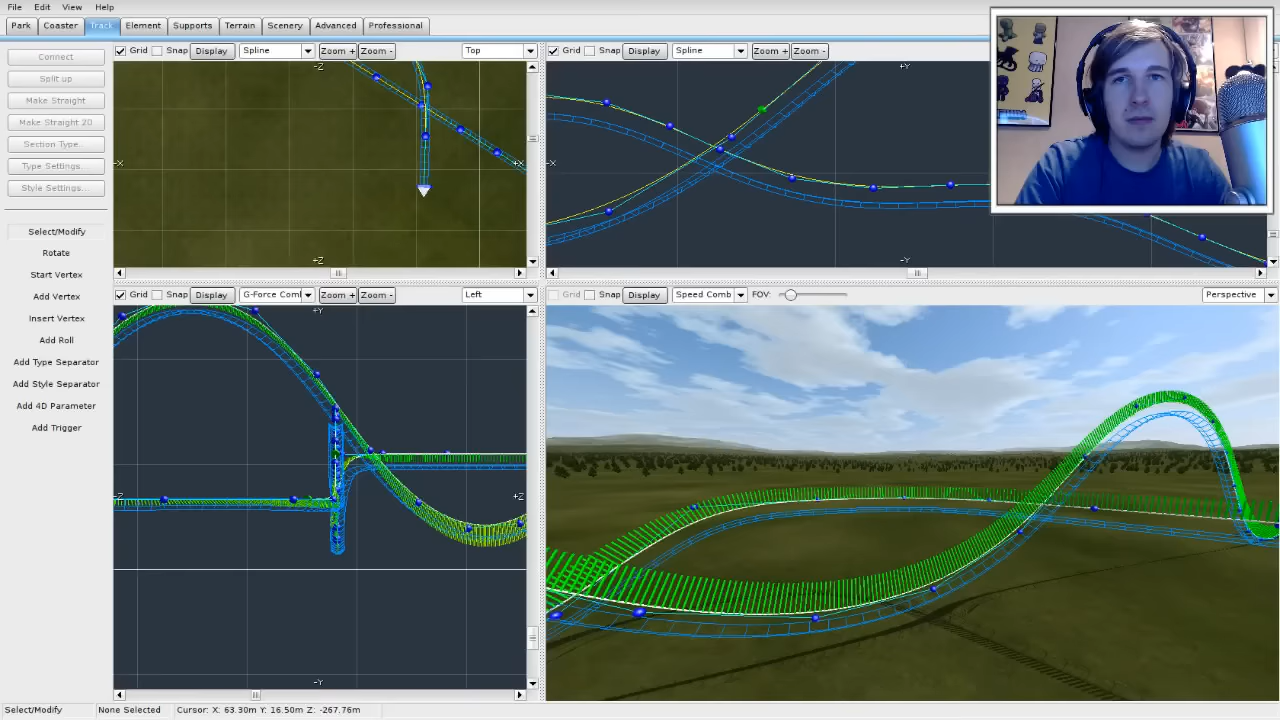 File Edit View Help
Park Coaster Track Element Supports Terrain Scenery Advanced Professional
Connect
Split up
Make Straight
Make Straight 2D
Section Type...
Type Settings...
Style Settings...
Select/Modify
Rotate
Start Vertex
Add Vertex
Insert Vertex
Add Roll
Add Type Separator
Add Style Separator
Add 4D Parameter
Add Trigger
Grid Snap Display Spline Zoom + Zoom - Top
-Z
-X
+X
+Z
Grid Snap Display Spline Zoom + Zoom -
+Y
-X
-Y
Grid Snap Display G-Force Coml Zoom + Zoom - Left
+Y
-Z
+Z
-Y
Grid Snap Display Speed Comb FOV: Perspective
Select/Modify None Selected Cursor: X: 63.30m Y: 16.50m Z: -267.76m